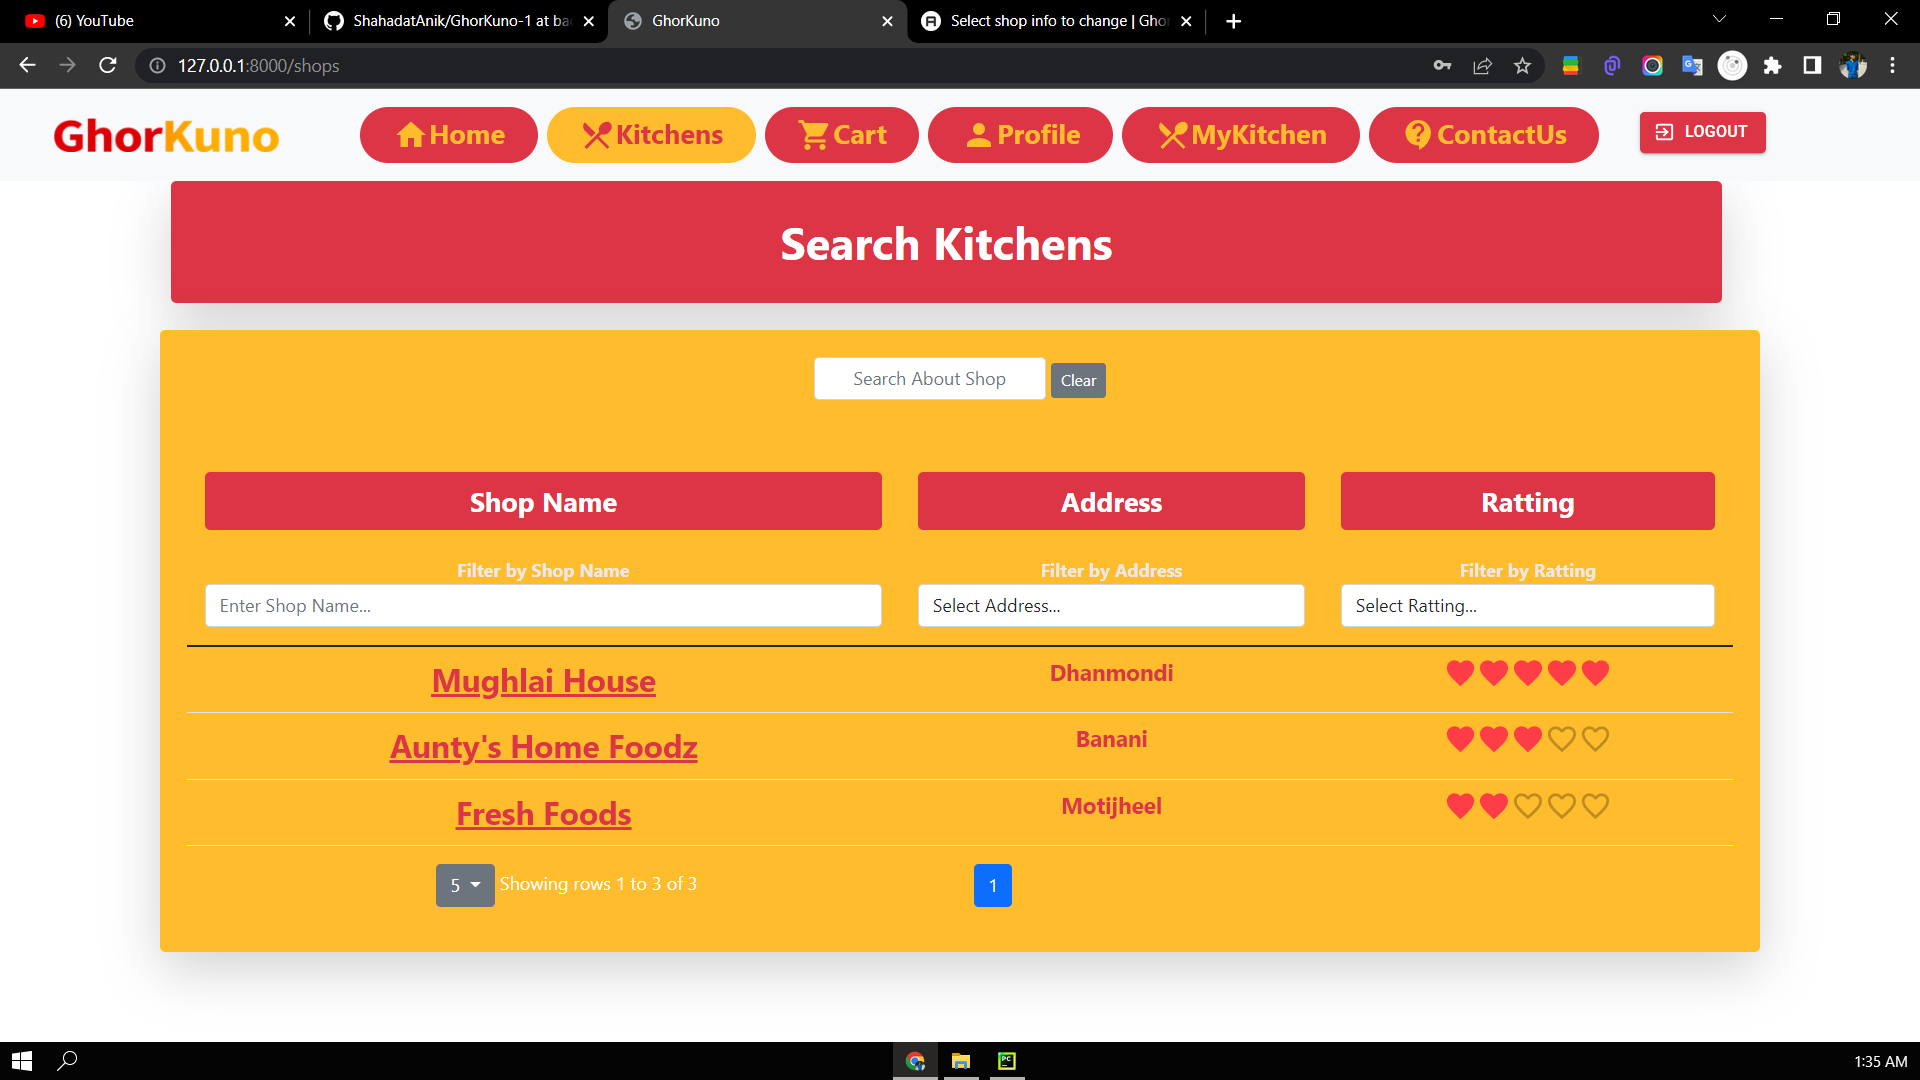 (6) YouTube
ShahadatAnik/GhorKuno-1 at ba
GhorKuno
Select shop info to change | Gho
127.0.0.1:8000/shops
GhorKuno
Home
Kitchens
Cart
Profile
MyKitchen
ContactUs
LOGOUT
Search Kitchens
Search About Shop
Clear
Shop Name
Address
Ratting
Filter by Shop Name
Filter by Address
Filter by Ratting
Enter Shop Name...
Select Address...
Select Ratting...
Mughlai House
Dhanmondi
Aunty's Home Foodz
Banani
Fresh Foods
Motijheel
5
Showing rows 1 to 3 of 3
1
PC
1:35 AM